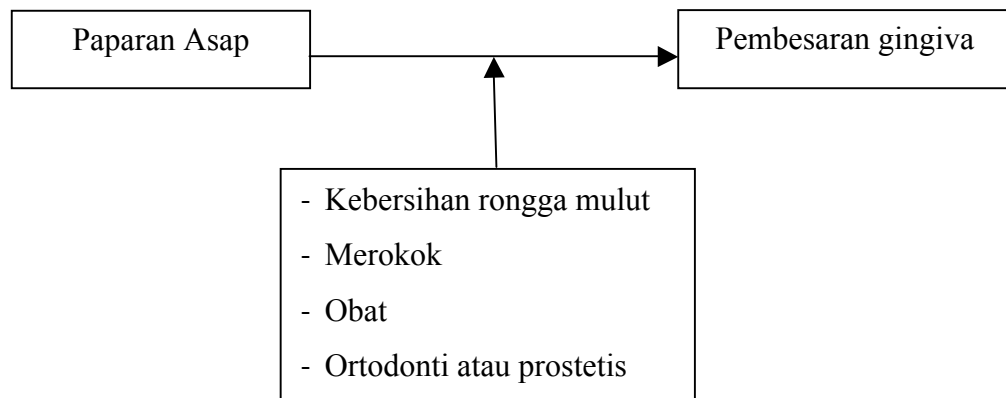 Paparan Asap
Pembesaran gingiva
- Kebersihan rongga mulut
- Merokok
- Obat
- Ortodonti atau prostetis